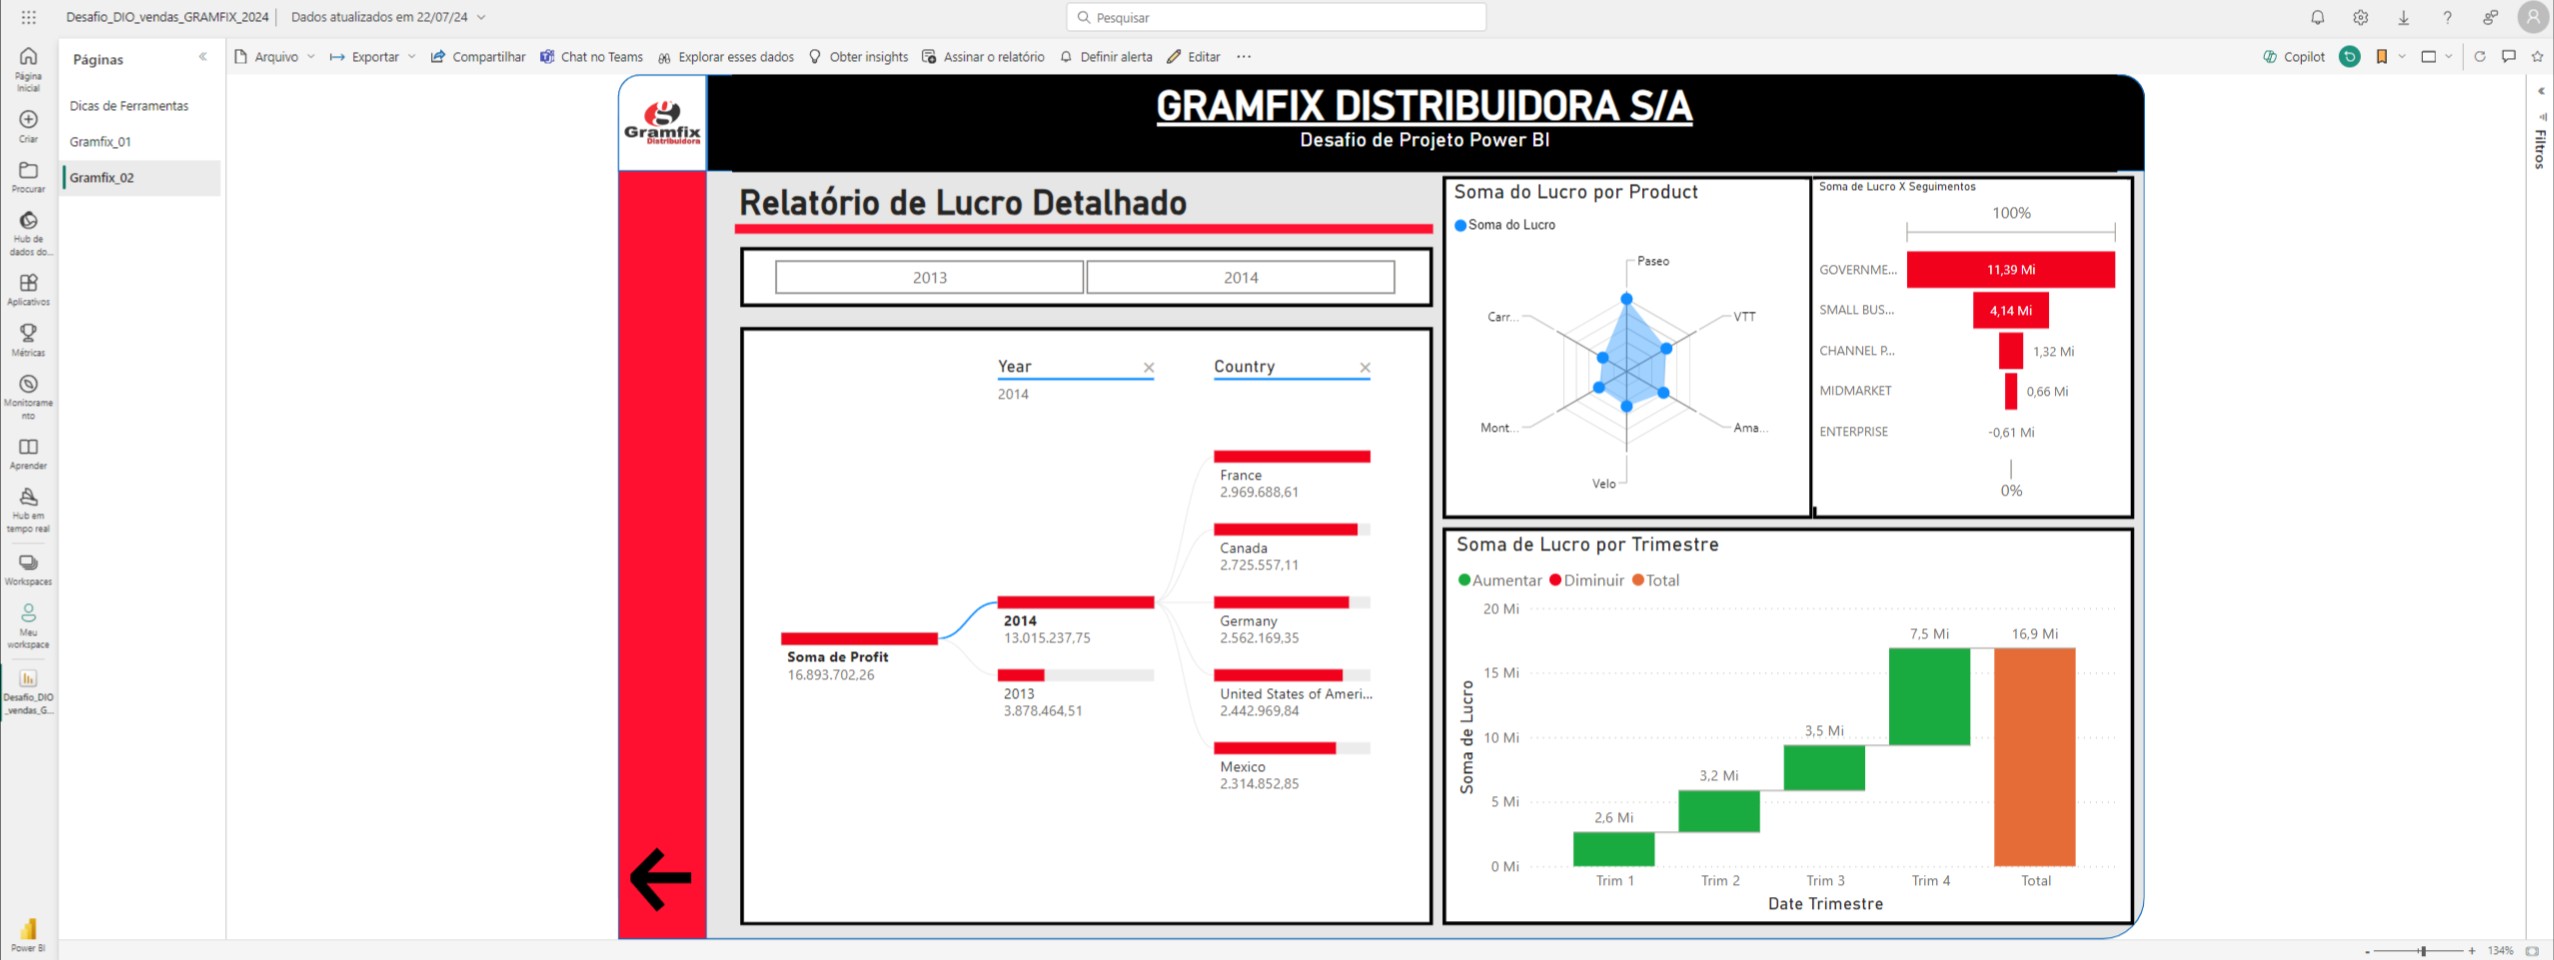 Desafio_DIO_vendas_GRAMFIX_2024
Dados atualizados em 22/07/24
Pesquisar
Página
Inicial
Criar
Procurar
Hub de
dados do...
Aplicativos
Métricas
Monitorame
nto
Aprender
Hub em
tempo real
Workspaces
Meu
workspace
Desafio_DIO
_vendas_G...
Power BI
Páginas
Dicas de Ferramentas
Gramfix_01
Gramfix_02
Arquivo
Exportar
Compartilhar
Chat no Teams
Explorar esses dados
Obter insights
Assinar o relatório
Definir alerta
Editar
Copilot
Filtros
Gramfix
Distribuidora
GRAMFIX DISTRIBUIDORA S/A
Desafio de Projeto Power BI
Relatório de Lucro Detalhado
2013
2014
Year
2014
Country
Soma de Profit
16.893.702,26
2014
13.015.237,75
2013
3.878.464,51
France
2.969.688,61
Canada
2.725.557,11
Germany
2.562.169,35
United States of Ameri...
2.442.969,84
Mexico
2.314.852,85
Soma do Lucro por Product
Soma do Lucro
Paseo
VTT
Ama...
Velo
Mont...
Carr...
Soma de Lucro X Seguimentos
100%
GOVERNME...
11,39 Mi
SMALL BUS...
4,14 Mi
CHANNEL P...
1,32 Mi
MIDMARKET
0,66 Mi
ENTERPRISE
-0,61 Mi
0%
Soma de Lucro por Trimestre
Aumentar
Diminuir
Total
Soma de Lucro
20 Mi
15 Mi
10 Mi
5 Mi
0 Mi
2,6 Mi
3,2 Mi
3,5 Mi
7,5 Mi
16,9 Mi
Trim 1
Trim 2
Trim 3
Trim 4
Total
Date Trimestre
134%